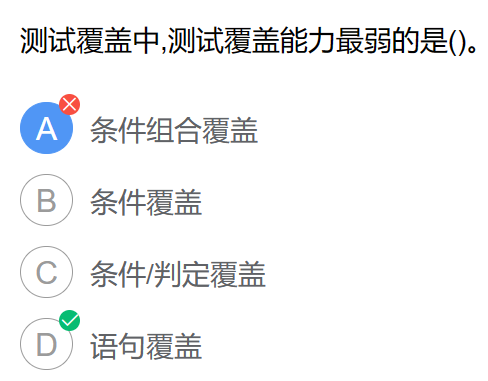 测试覆盖中,测试覆盖能力最弱的是()。
A 条件组合覆盖
B 条件覆盖
C 条件/判定覆盖
D 语句覆盖